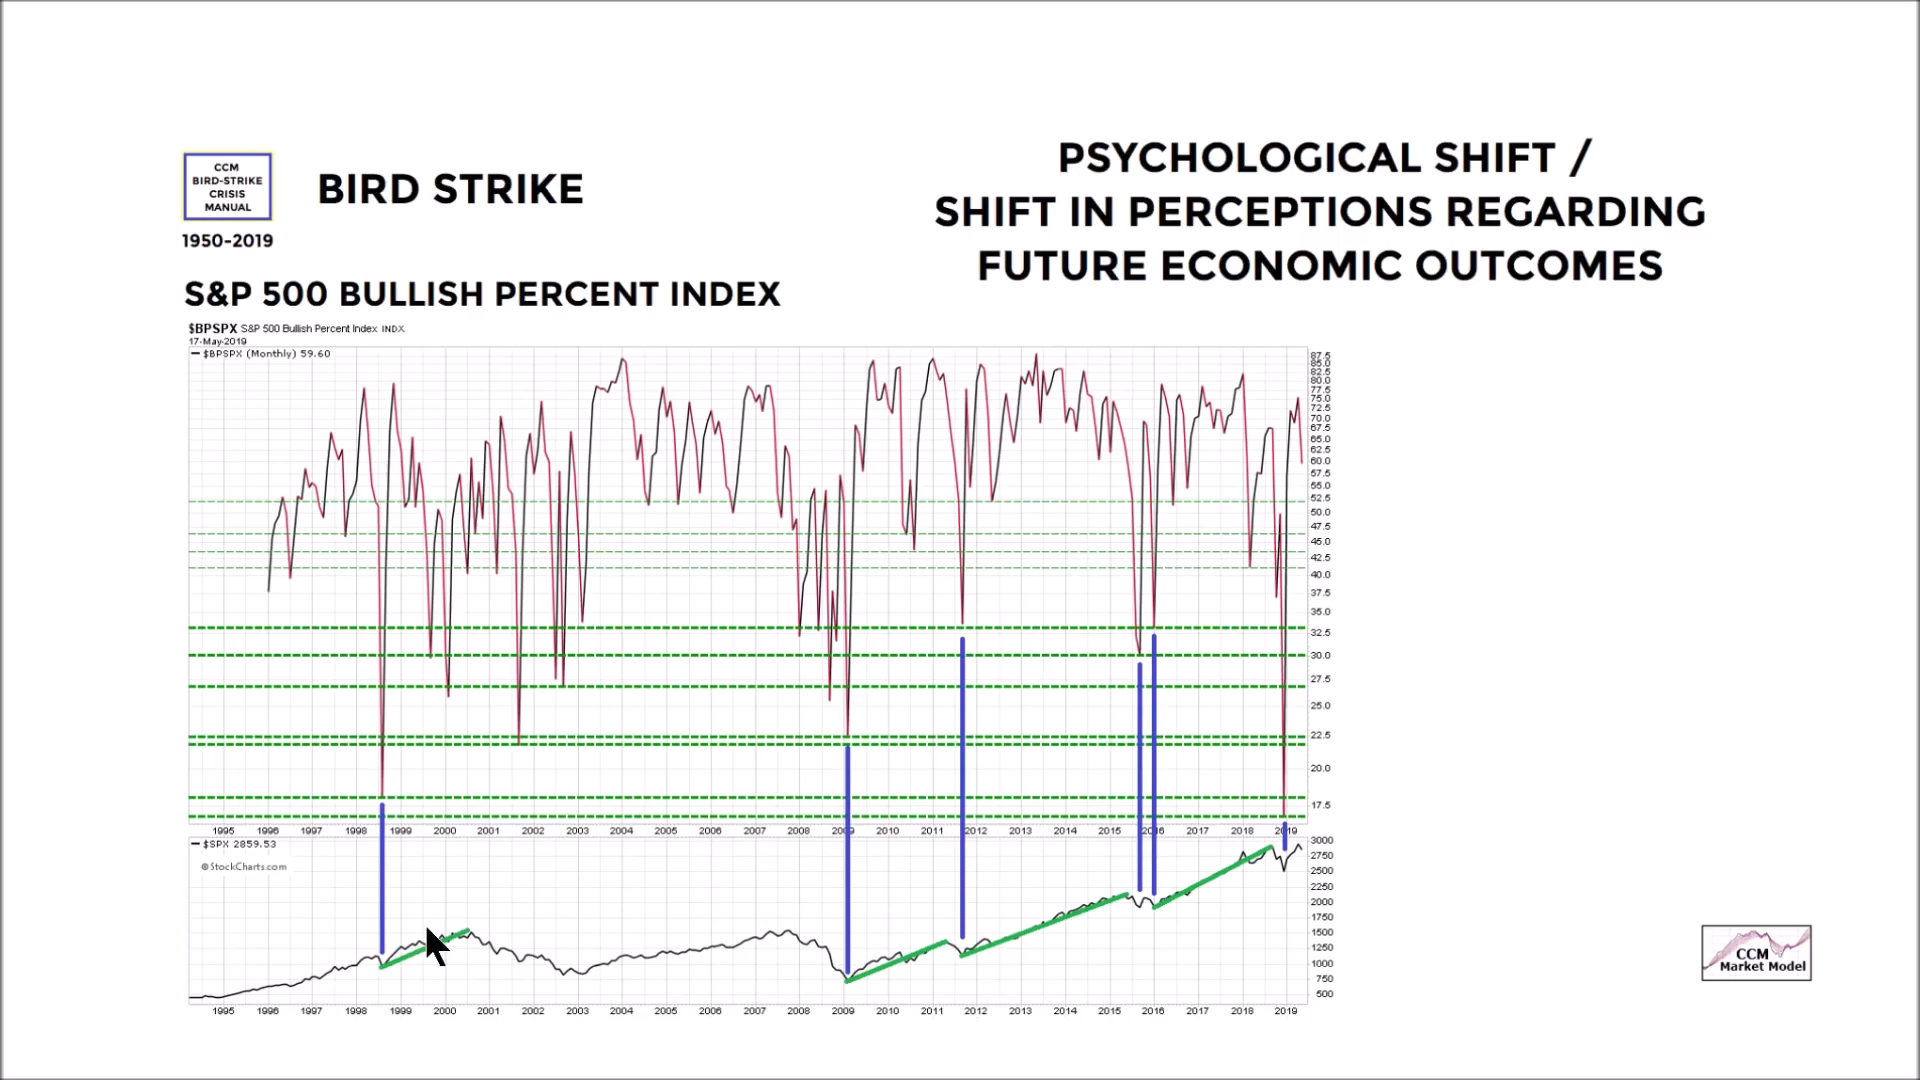 CCM
BIRD-STRIKE
CRISIS
MANUAL
1950-2019
BIRD STRIKE
PSYCHOLOGICAL SHIFT /
SHIFT IN PERCEPTIONS REGARDING
FUTURE ECONOMIC OUTCOMES
S&P 500 BULLISH PERCENT INDEX
$BPSPX S&P 500 Bullish Percent Index INDX
17-May-2019
$BPSPX (Monthly) 59.60
87.5
85.0
82.5
80.0
77.5
75.0
72.5
70.0
67.5
65.0
62.5
60.0
57.5
55.0
52.5
50.0
47.5
45.0
42.5
40.0
37.5
35.0
32.5
30.0
27.5
25.0
22.5
20.0
17.5
1995 1996 1997 1998 1999 2000 2001 2002 2003 2004 2005 2006 2007 2008 2009 2010 2011 2012 2013 2014 2015 2016 2017 2018 2019
$SPX 2859.53
©StockCharts.com
3000
2750
2500
2250
2000
1750
1500
1250
1000
750
500
1995 1996 1997 1998 1999 2000 2001 2002 2003 2004 2005 2006 2007 2008 2009 2010 2011 2012 2013 2014 2015 2016 2017 2018 2019
CCM
Market Model